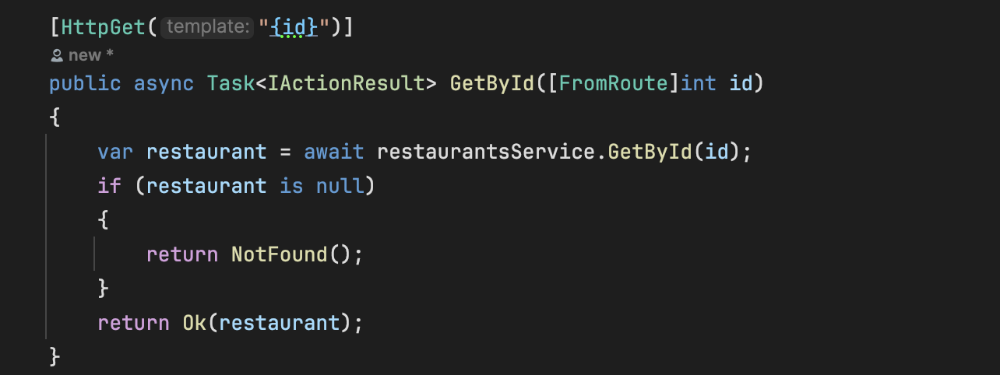 [HttpGet( template: "{id}")]
new *
public async Task<IActionResult> GetById([FromRoute]int id)
{
    var restaurant = await restaurantsService.GetById(id);
    if (restaurant is null)
    {
        return NotFound();
    }
    return Ok(restaurant);
}